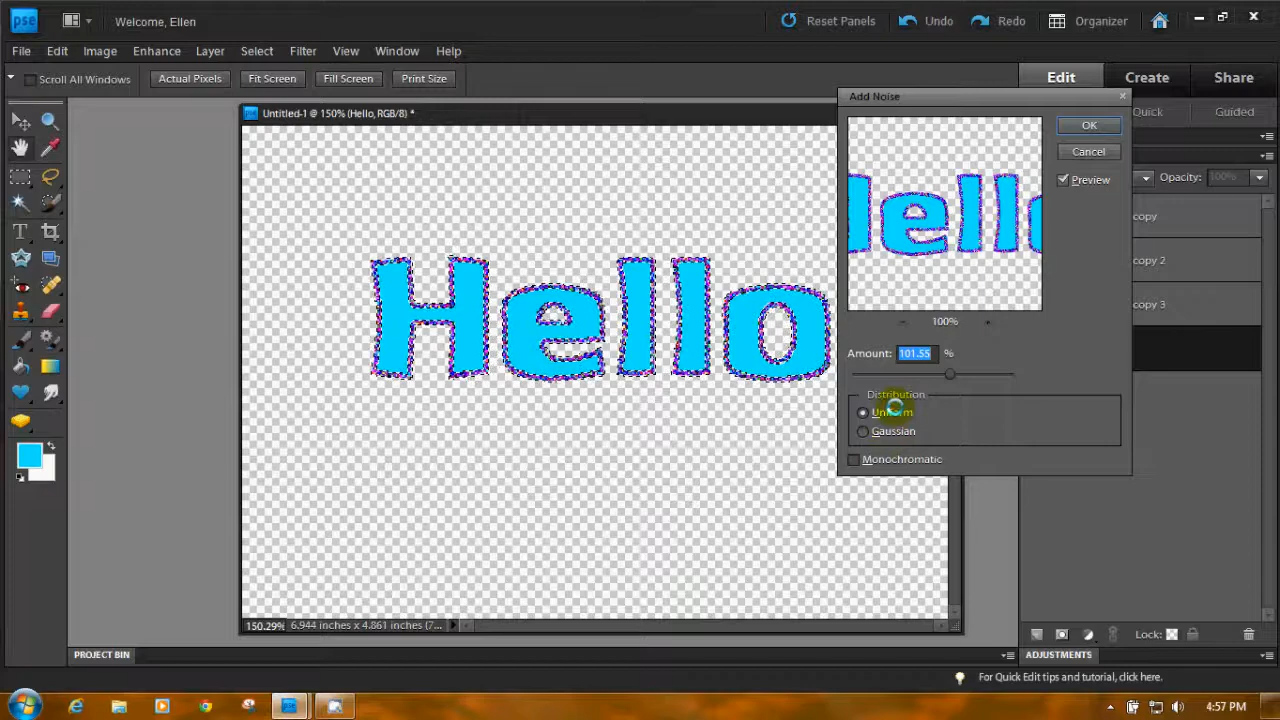 pse Welcome, Ellen Reset Panels Undo Redo Organizer
File Edit Image Enhance Layer Select Filter View Window Help
Scroll All Windows Actual Pixels Fit Screen Fill Screen Print Size Edit Create Share
Untitled-1 @ 150% (Hello, RGB/8) *
Add Noise
Quick Guided
OK
Cancel
Preview
Opacity: 100%
copy
copy 2
copy 3
Hello
Hello
100%
Amount: 101.55 %
Distribution
Uniform
Gaussian
Monochromatic
150.29% 6.944 inches x 4.861 inches (7...
Lock:
PROJECT BIN
ADJUSTMENTS
For Quick Edit tips and tutorial, click here.
4:57 PM